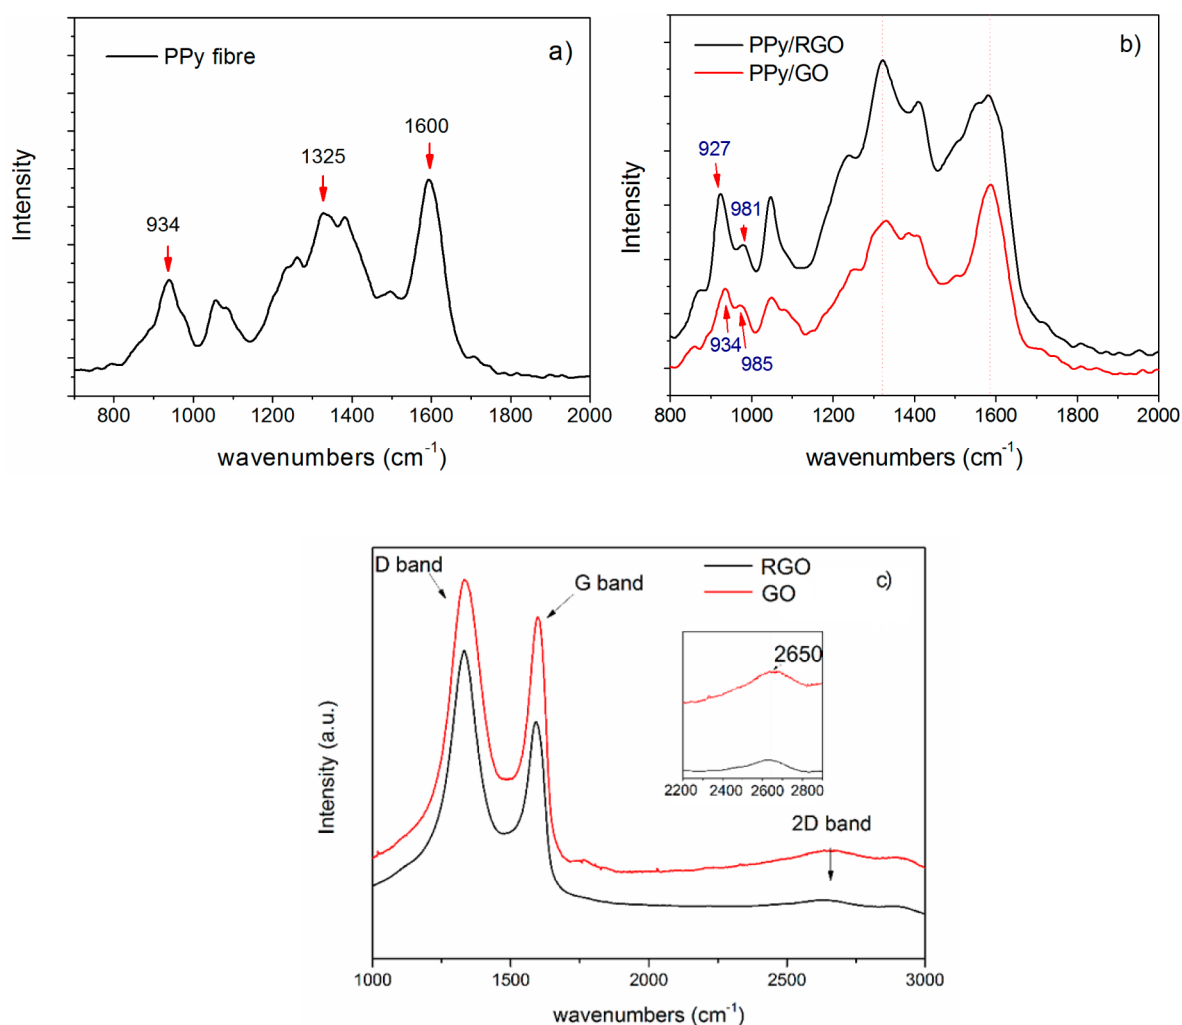 PPy fibre
a)
1600
1325
934
Intensity
800 1000 1200 1400 1600 1800 2000
wavenumbers (cm⁻¹)
PPy/RGO
PPy/GO
b)
927
981
934
985
Intensity
800 1000 1200 1400 1600 1800 2000
wavenumbers (cm⁻¹)
D band
G band
RGO
GO
c)
2650
2200 2400 2600 2800
2D band
Intensity (a.u.)
1000 1500 2000 2500 3000
wavenumbers (cm⁻¹)